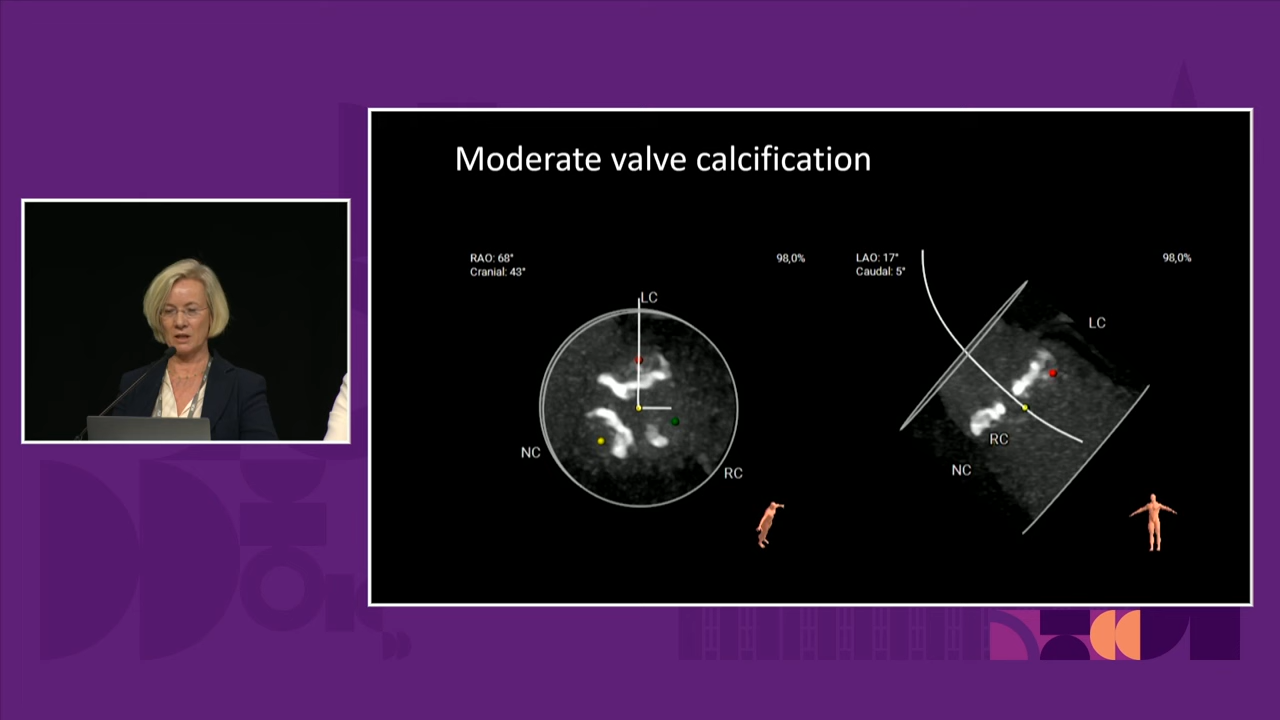 Moderate valve calcification
RAO: 68°
Cranial: 43°
98,0%
LC
NC
RC
LAO: 17°
Caudal: 5°
98,0%
LC
RC
NC